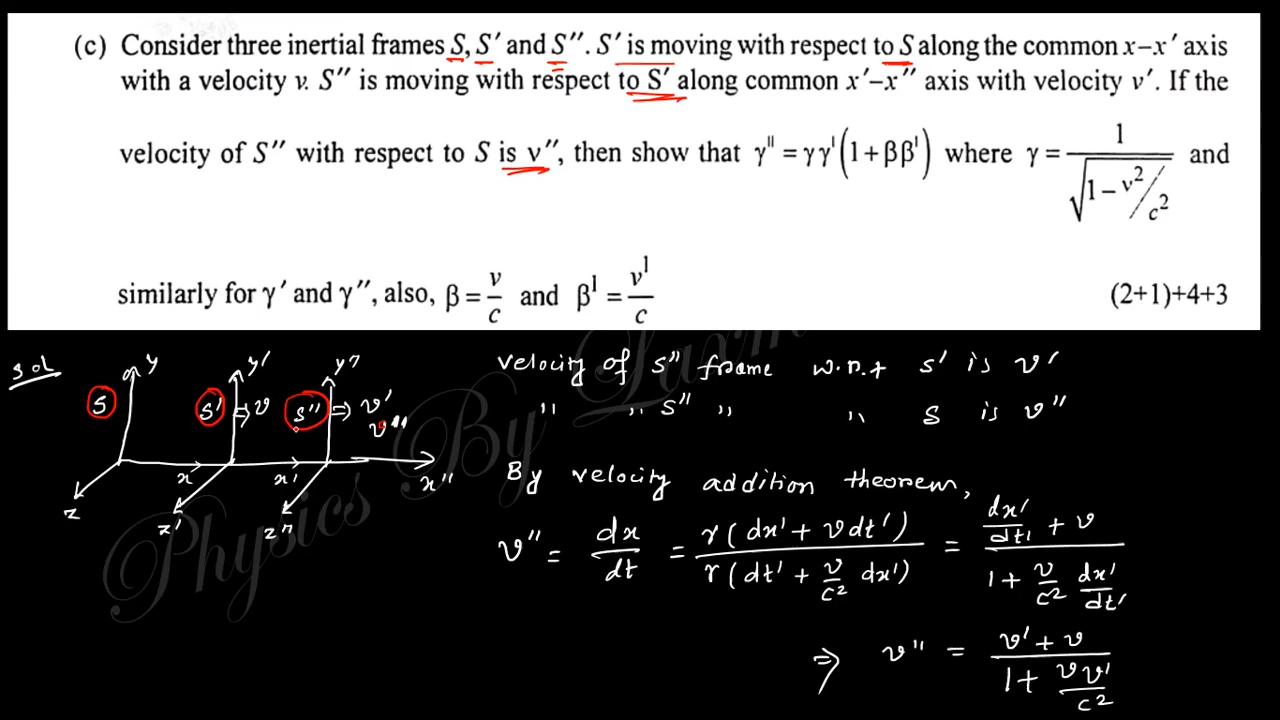 (c) Consider three inertial frames S, S′ and S″. S′ is moving with respect to S along the common x–x′ axis
with a velocity v. S″ is moving with respect to S′ along common x′–x″ axis with velocity v′. If the
velocity of S″ with respect to S is v″, then show that γ" = γγ'(1+ββ') where γ = 1/√(1 – v²/c²) and
similarly for γ′ and γ″, also, β = v/c and β¹ = v¹/c (2+1)+4+3
Sol
S y
S' y' ⇒ v
S'' y'' ⇒ v'
v''
x x' x''
z z' z''
velocity of S'' frame w.r.t S' is v'
" " S'' " " S is v''
By velocity addition theorem,
v'' = dx/dt = γ(dx' + v dt')/γ(dt' + v/c² dx') = (dx'/dt' + v)/(1 + v/c² dx'/dt')
⇒ v'' = (v' + v)/(1 + vv'/c²)
Physics By Laxm